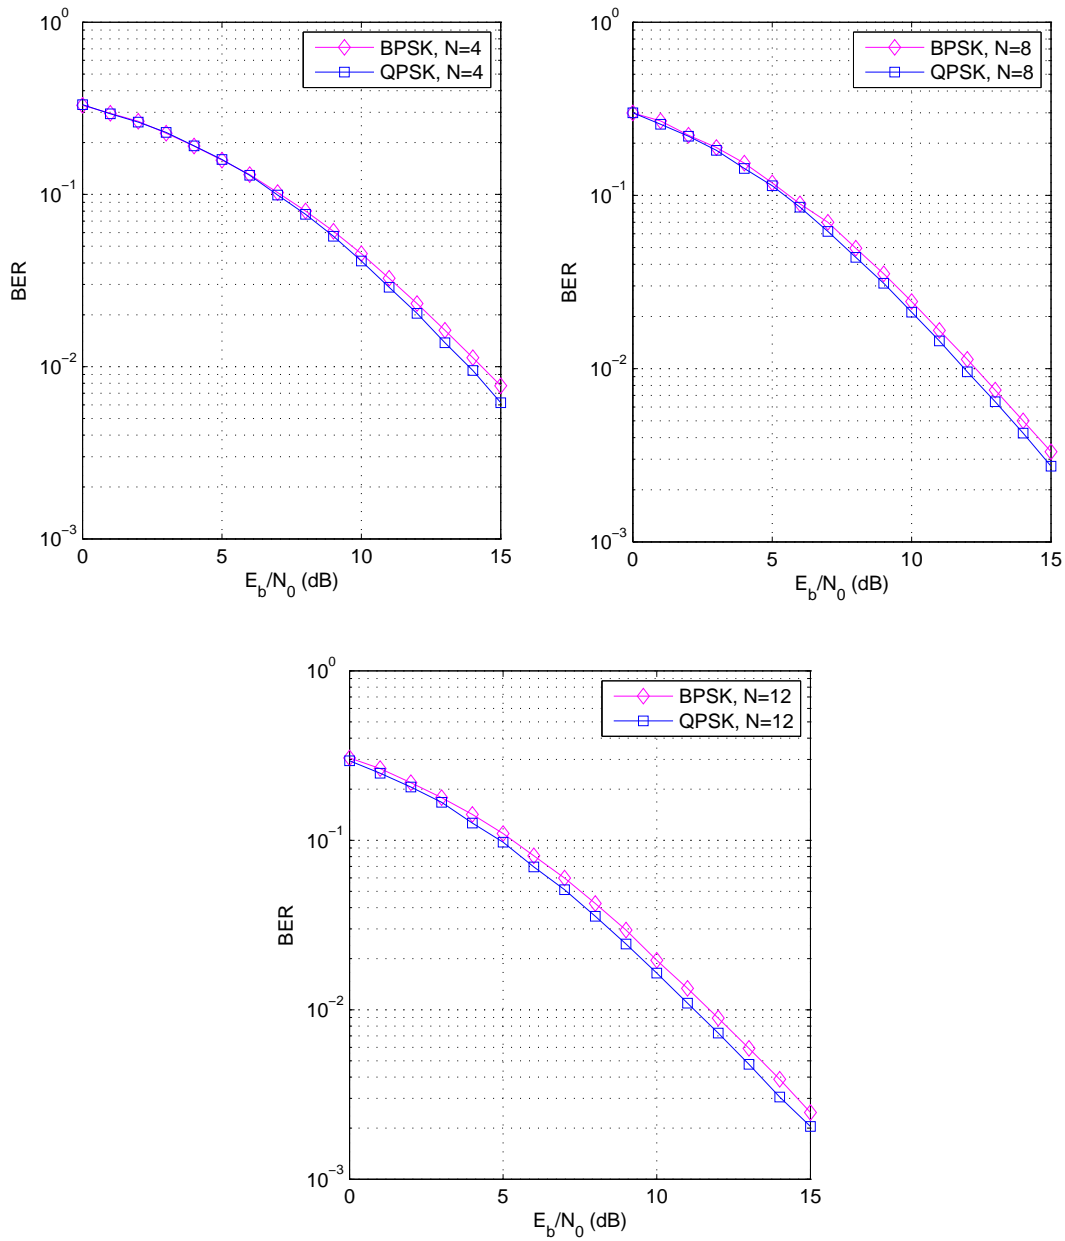 10^0
BPSK, N=4
QPSK, N=4
10^−1
BER
10^−2
10^−3
0 5 10 15
E_b/N_0 (dB)
10^0
BPSK, N=8
QPSK, N=8
10^−1
BER
10^−2
10^−3
0 5 10 15
E_b/N_0 (dB)
10^0
BPSK, N=12
QPSK, N=12
10^−1
BER
10^−2
10^−3
0 5 10 15
E_b/N_0 (dB)